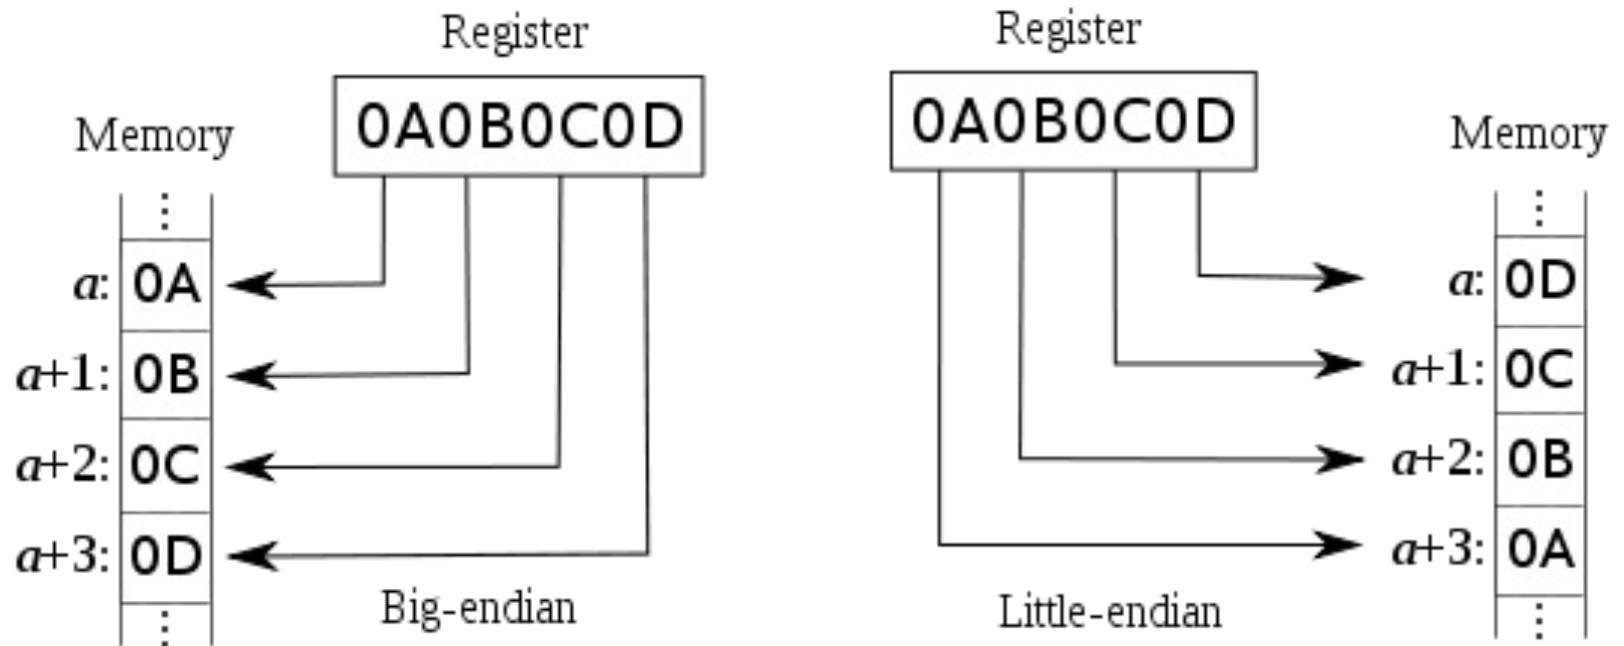 Register
0A0B0C0D
Memory
⋮
a: 0A
a+1: 0B
a+2: 0C
a+3: 0D
⋮
Big-endian
Register
0A0B0C0D
Memory
⋮
a: 0D
a+1: 0C
a+2: 0B
a+3: 0A
⋮
Little-endian